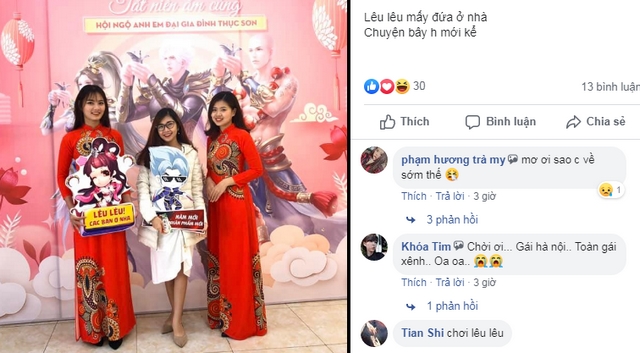 Tất niên ấm cúng
HỘI NGỘ ANH EM ĐẠI GIA ĐÌNH THỤC SƠN
LÊU LÊU!
CÁC BẠN Ở NHÀ
NĂM MỚI
Lêu lêu mấy đứa ở nhà
Chuyện bây h mới kể
30
13 bình luận
Thích
Bình luận
Chia sẻ
phạm hương trà my mơ ơi sao c về
sớm thế
1
Thích · Trả lời · 3 giờ
3 phản hồi
Khóa Tim Chời ơi... Gái hà nội.. Toàn gái
xênh.. Oa oa..
Thích · Trả lời · 3 giờ
1 phản hồi
Tian Shi chơi lêu lêu